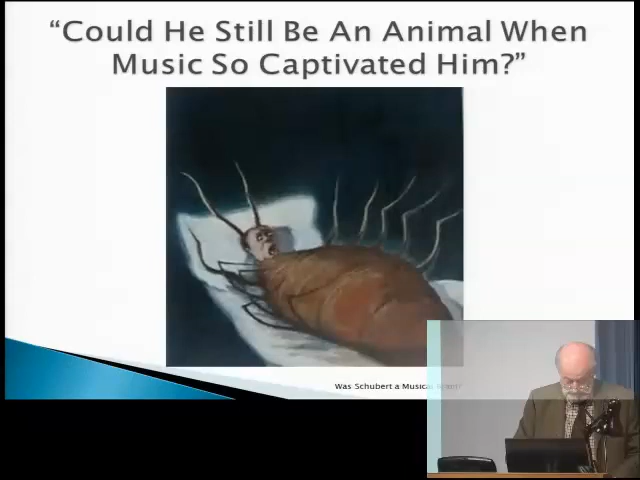 “Could He Still Be An Animal When
Music So Captivated Him?”
Was Schubert a Musical